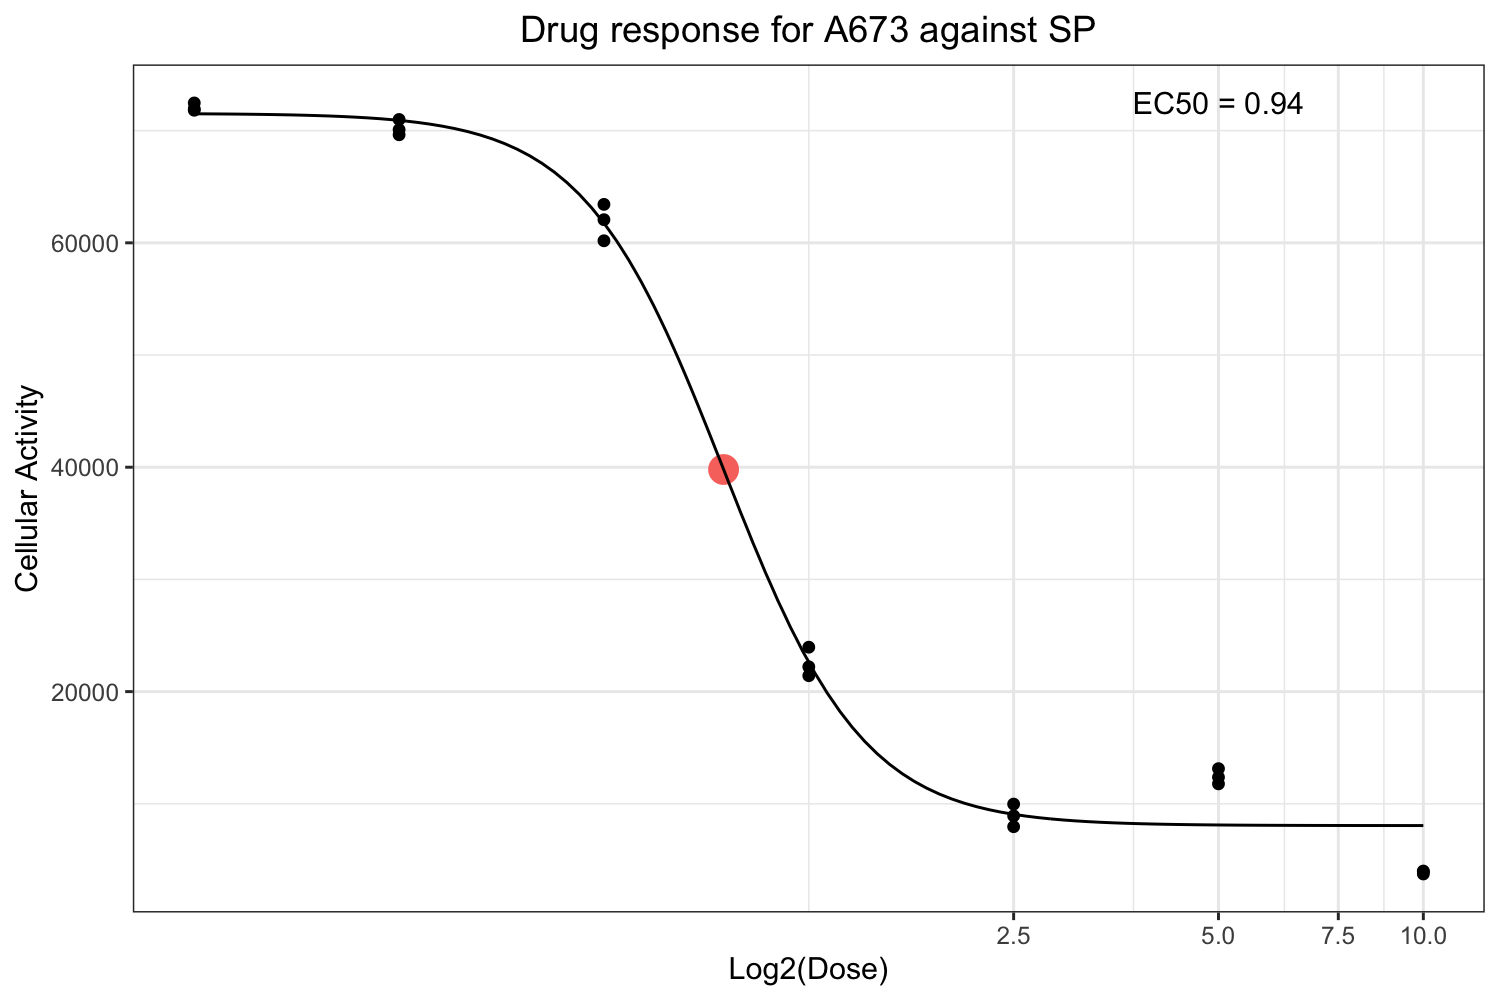 Drug response for A673 against SP
EC50 = 0.94
60000
40000
20000
Cellular Activity
2.5 5.0 7.5 10.0
Log2(Dose)